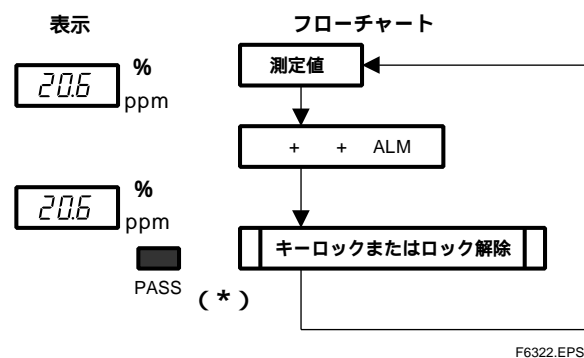 表示
フローチャート
20.6
%
ppm
測定値
+ + ALM
20.6
%
ppm
キーロックまたはロック解除
PASS
(*)
F6322.EPS